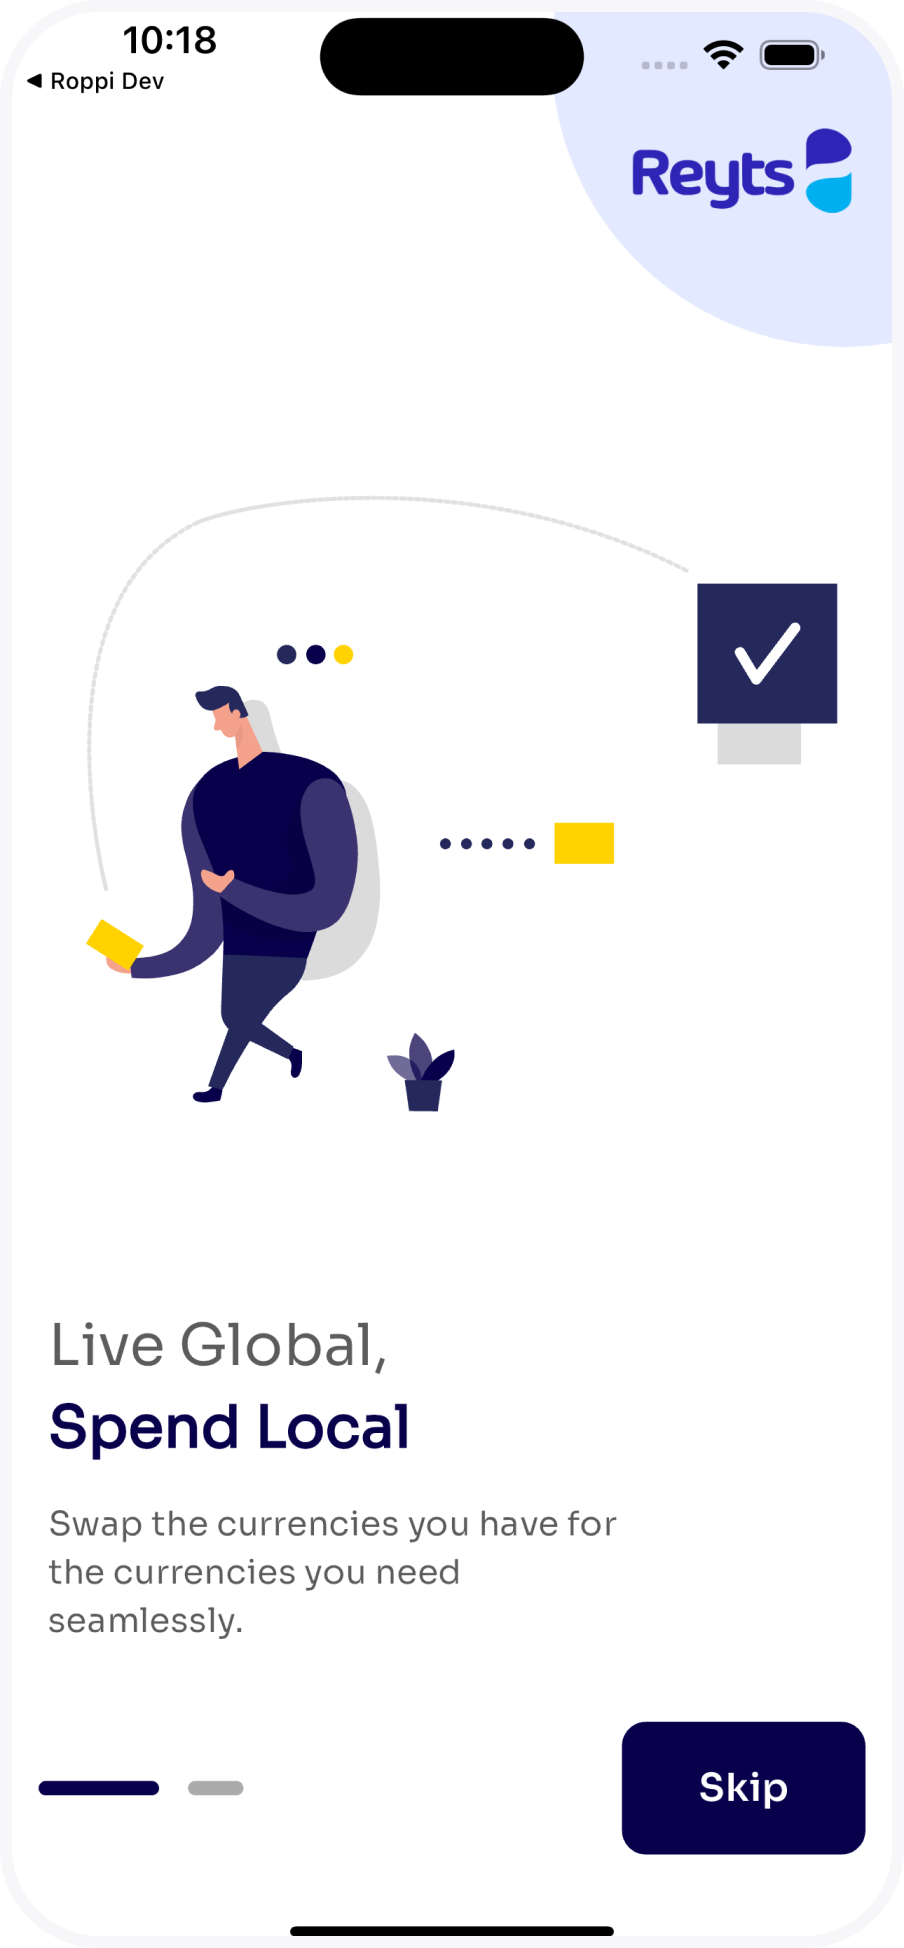 10:18
◀ Roppi Dev
Reyts
Live Global,
Spend Local
Swap the currencies you have for
the currencies you need
seamlessly.
Skip